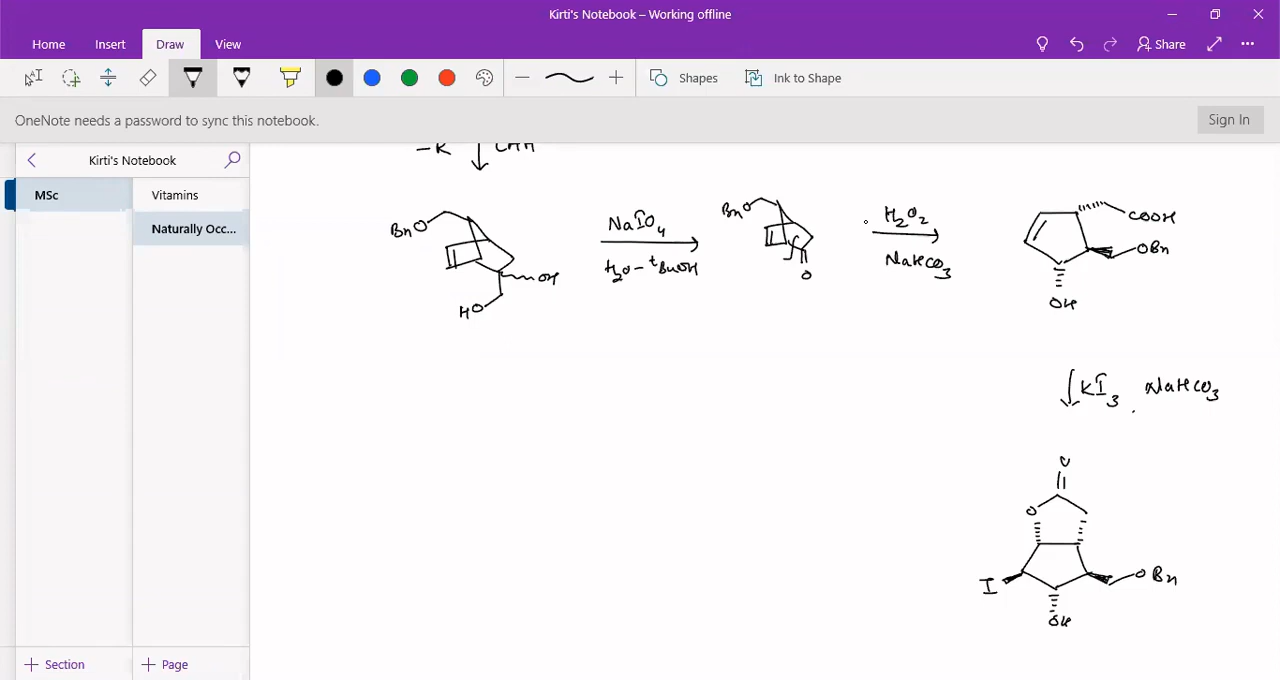 Kirti's Notebook – Working offline
Home Insert Draw View
Share
Shapes
Ink to Shape
OneNote needs a password to sync this notebook.
Sign In
Kirti's Notebook
MSc
Vitamins
Naturally Occ...
BnO
OH
HO
NaIO4
H2O - tBuOH
BnO
O
H2O2
NaHCO3
COOH
OBn
OH
KI3 NaHCO3
O
O
I
OBn
OH
+ Section
+ Page